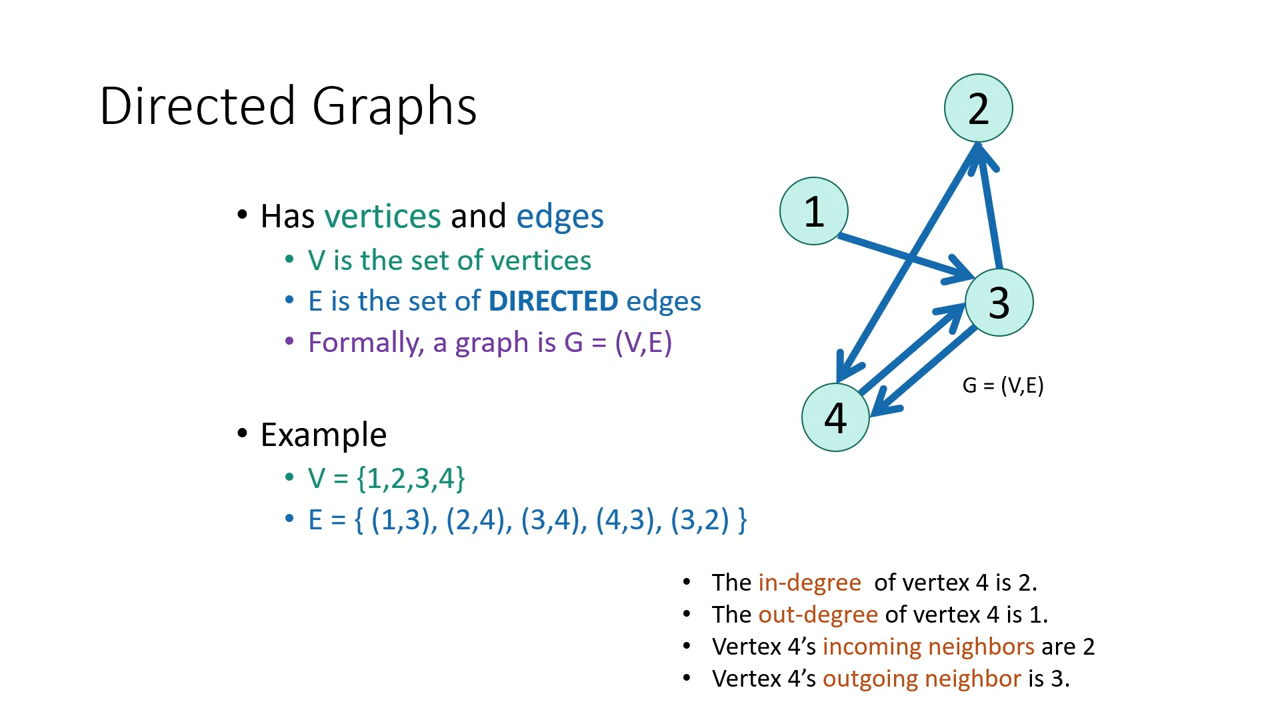 Directed Graphs
• Has vertices and edges
• V is the set of vertices
• E is the set of DIRECTED edges
• Formally, a graph is G = (V,E)
• Example
• V = {1,2,3,4}
• E = { (1,3), (2,4), (3,4), (4,3), (3,2) }
2
1
3
4
G = (V,E)
• The in-degree of vertex 4 is 2.
• The out-degree of vertex 4 is 1.
• Vertex 4’s incoming neighbors are 2
• Vertex 4’s outgoing neighbor is 3.